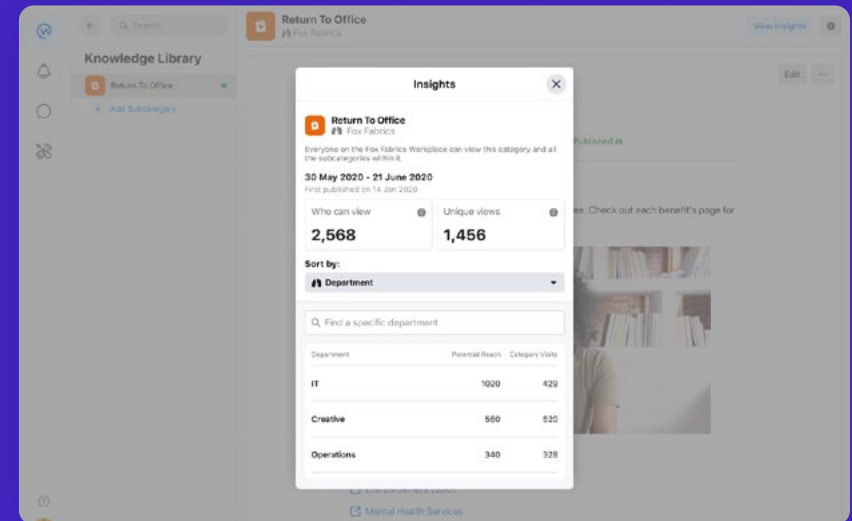 Search
Knowledge Library
Return To Office
+ Add Subcategory
Return To Office
Fox Fabrics
View Insights
Edit
Published
ee. Check out each benefit's page for
Mental Health Services
Insights
Return To Office
Fox Fabrics
Everyone on the Fox Fabrics Workplace can view this category and all
the subcategories within it.
30 May 2020 - 21 June 2020
First published on 14 Jan 2020
Who can view
2,568
Unique views
1,456
Sort by:
Department
Find a specific department
Department Potential Reach Category Visits
IT 1020 429
Creative 560 520
Operations 340 328